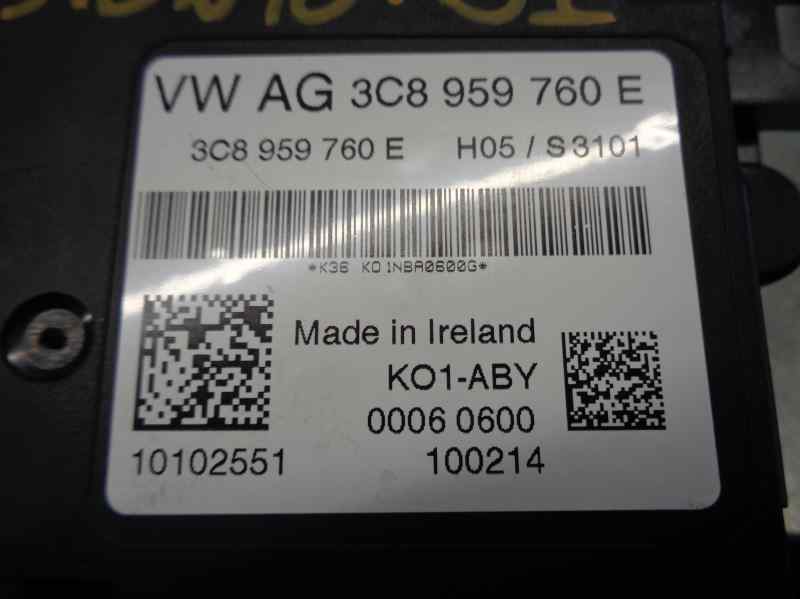 VW AG 3C8 959 760 E
3C8 959 760 E H05 / S3101
*K36 KO1NBA0600G*
Made in Ireland
KO1-ABY
0006 0600
10102551 100214